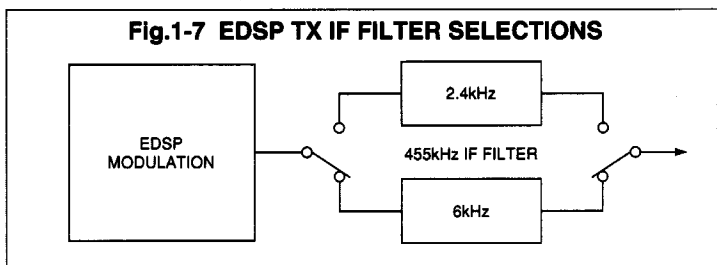 Fig.1-7 EDSP TX IF FILTER SELECTIONS
2.4kHz
EDSP
MODULATION
455kHz IF FILTER
6kHz